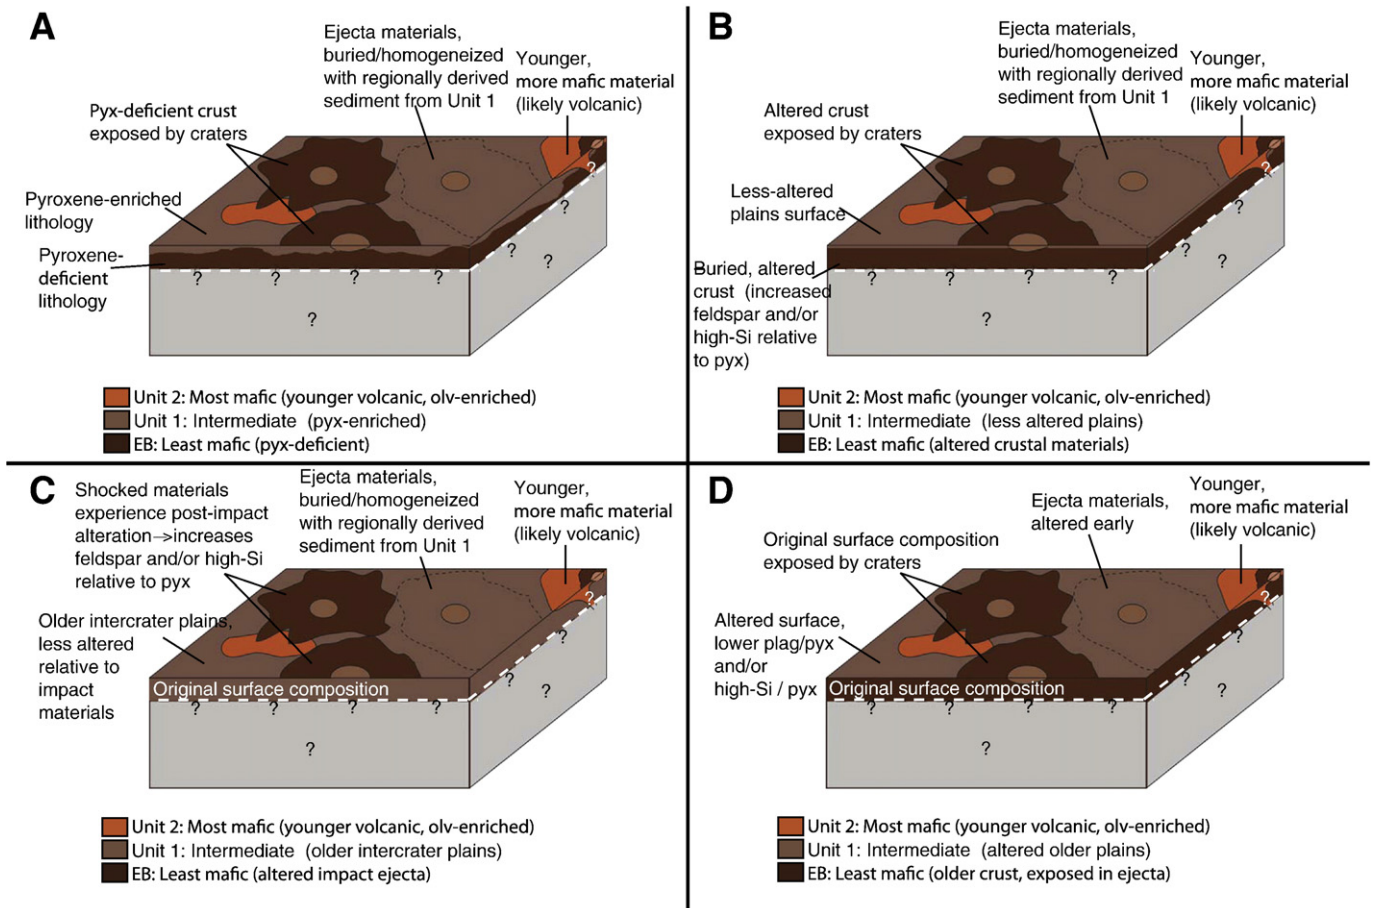 A
Ejecta materials,
buried/homogeneized
with regionally derived
sediment from Unit 1
Younger,
more mafic material
(likely volcanic)
Pyx-deficient crust
exposed by craters
Pyroxene-enriched
lithology
Pyroxene-
deficient
lithology
?
?
?
?
?
?
?
?
?
Unit 2: Most mafic (younger volcanic, olv-enriched)
Unit 1: Intermediate (pyx-enriched)
EB: Least mafic (pyx-deficient)
B
Ejecta materials,
buried/homogeneized
with regionally derived
sediment from Unit 1
Younger,
more mafic material
(likely volcanic)
Altered crust
exposed by craters
Less-altered
plains surface
Buried, altered
crust (increased
feldspar and/or
high-Si relative
to pyx)
?
?
?
?
?
?
?
?
?
Unit 2: Most mafic (younger volcanic, olv-enriched)
Unit 1: Intermediate (less altered plains)
EB: Least mafic (altered crustal materials)
C
Shocked materials
experience post-impact
alteration->increases
feldspar and/or high-Si
relative to pyx
Ejecta materials,
buried/homogeneized
with regionally derived
sediment from Unit 1
Younger,
more mafic material
(likely volcanic)
Older intercrater plains,
less altered
relative to
impact
materials
Original surface composition
?
?
?
?
?
?
?
?
?
Unit 2: Most mafic (younger volcanic, olv-enriched)
Unit 1: Intermediate (older intercrater plains)
EB: Least mafic (altered impact ejecta)
D
Ejecta materials,
altered early
Younger,
more mafic material
(likely volcanic)
Original surface composition
exposed by craters
Altered surface,
lower plag/pyx
and/or
high-Si / pyx
Original surface composition
?
?
?
?
?
?
?
?
?
Unit 2: Most mafic (younger volcanic, olv-enriched)
Unit 1: Intermediate (altered older plains)
EB: Least mafic (older crust, exposed in ejecta)